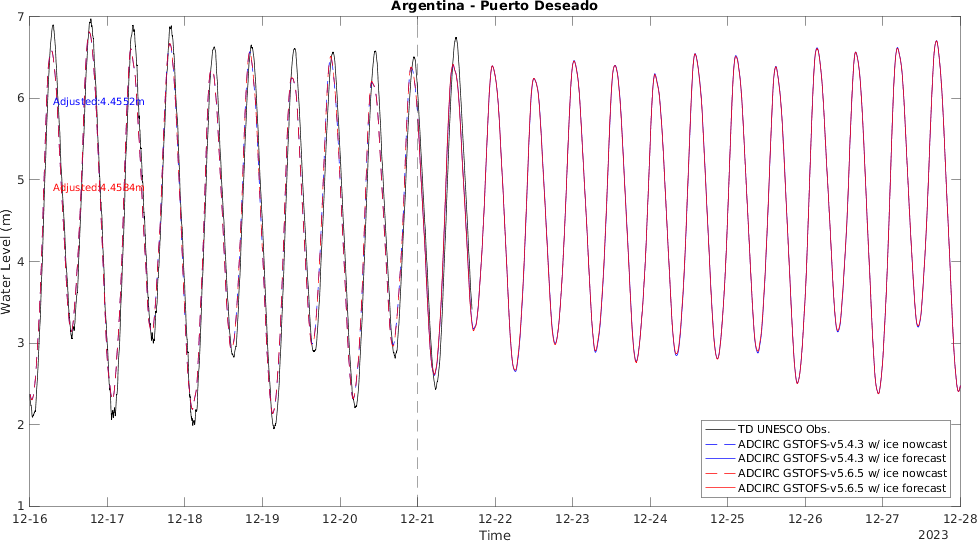 Argentina - Puerto Deseado
7
6
5
4
3
2
1
Water Level (m)
Adjusted:4.4552m
Adjusted:4.4584m
TD UNESCO Obs.
ADCIRC GSTOFS-v5.4.3 w/ ice nowcast
ADCIRC GSTOFS-v5.4.3 w/ ice forecast
ADCIRC GSTOFS-v5.6.5 w/ ice nowcast
ADCIRC GSTOFS-v5.6.5 w/ ice forecast
12-16 12-17 12-18 12-19 12-20 12-21 12-22 12-23 12-24 12-25 12-26 12-27 12-28
Time
2023